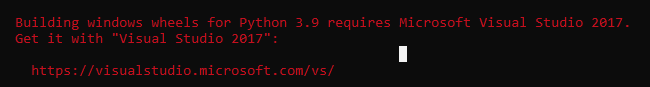 Building windows wheels for Python 3.9 requires Microsoft Visual Studio 2017.
Get it with "Visual Studio 2017":
https://visualstudio.microsoft.com/vs/